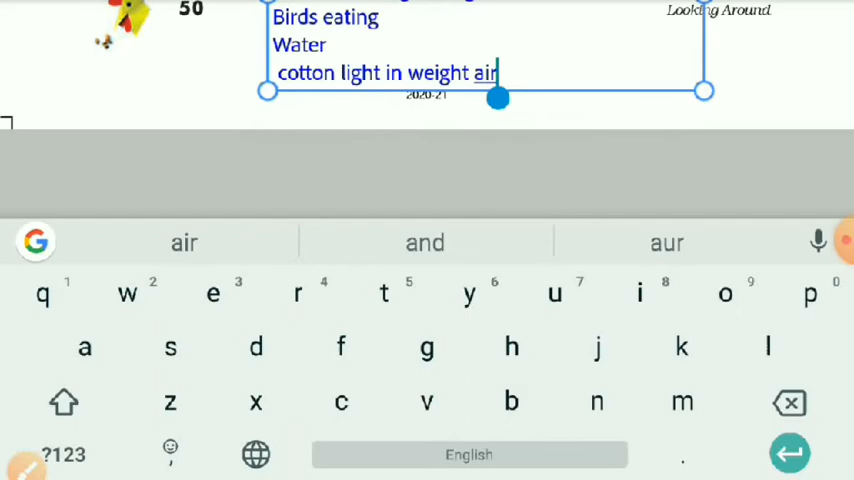 50
Looking Around
Birds eating
Water
cotton light in weight air
2020-21
air and aur
q 1 w 2 e 3 r 4 t 5 y 6 u 7 i 8 o 9 p 0
a s d f g h j k l
z x c v b n m
?123 , English .